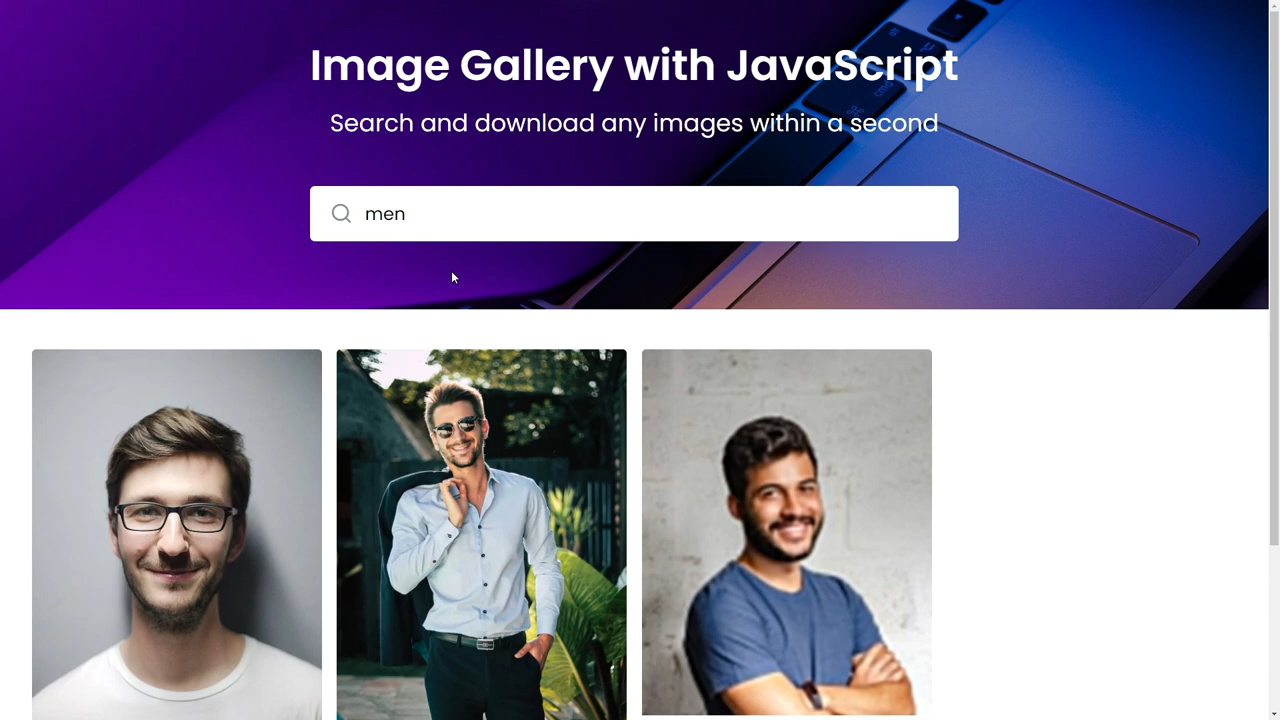 Image Gallery with JavaScript
Search and download any images within a second
men